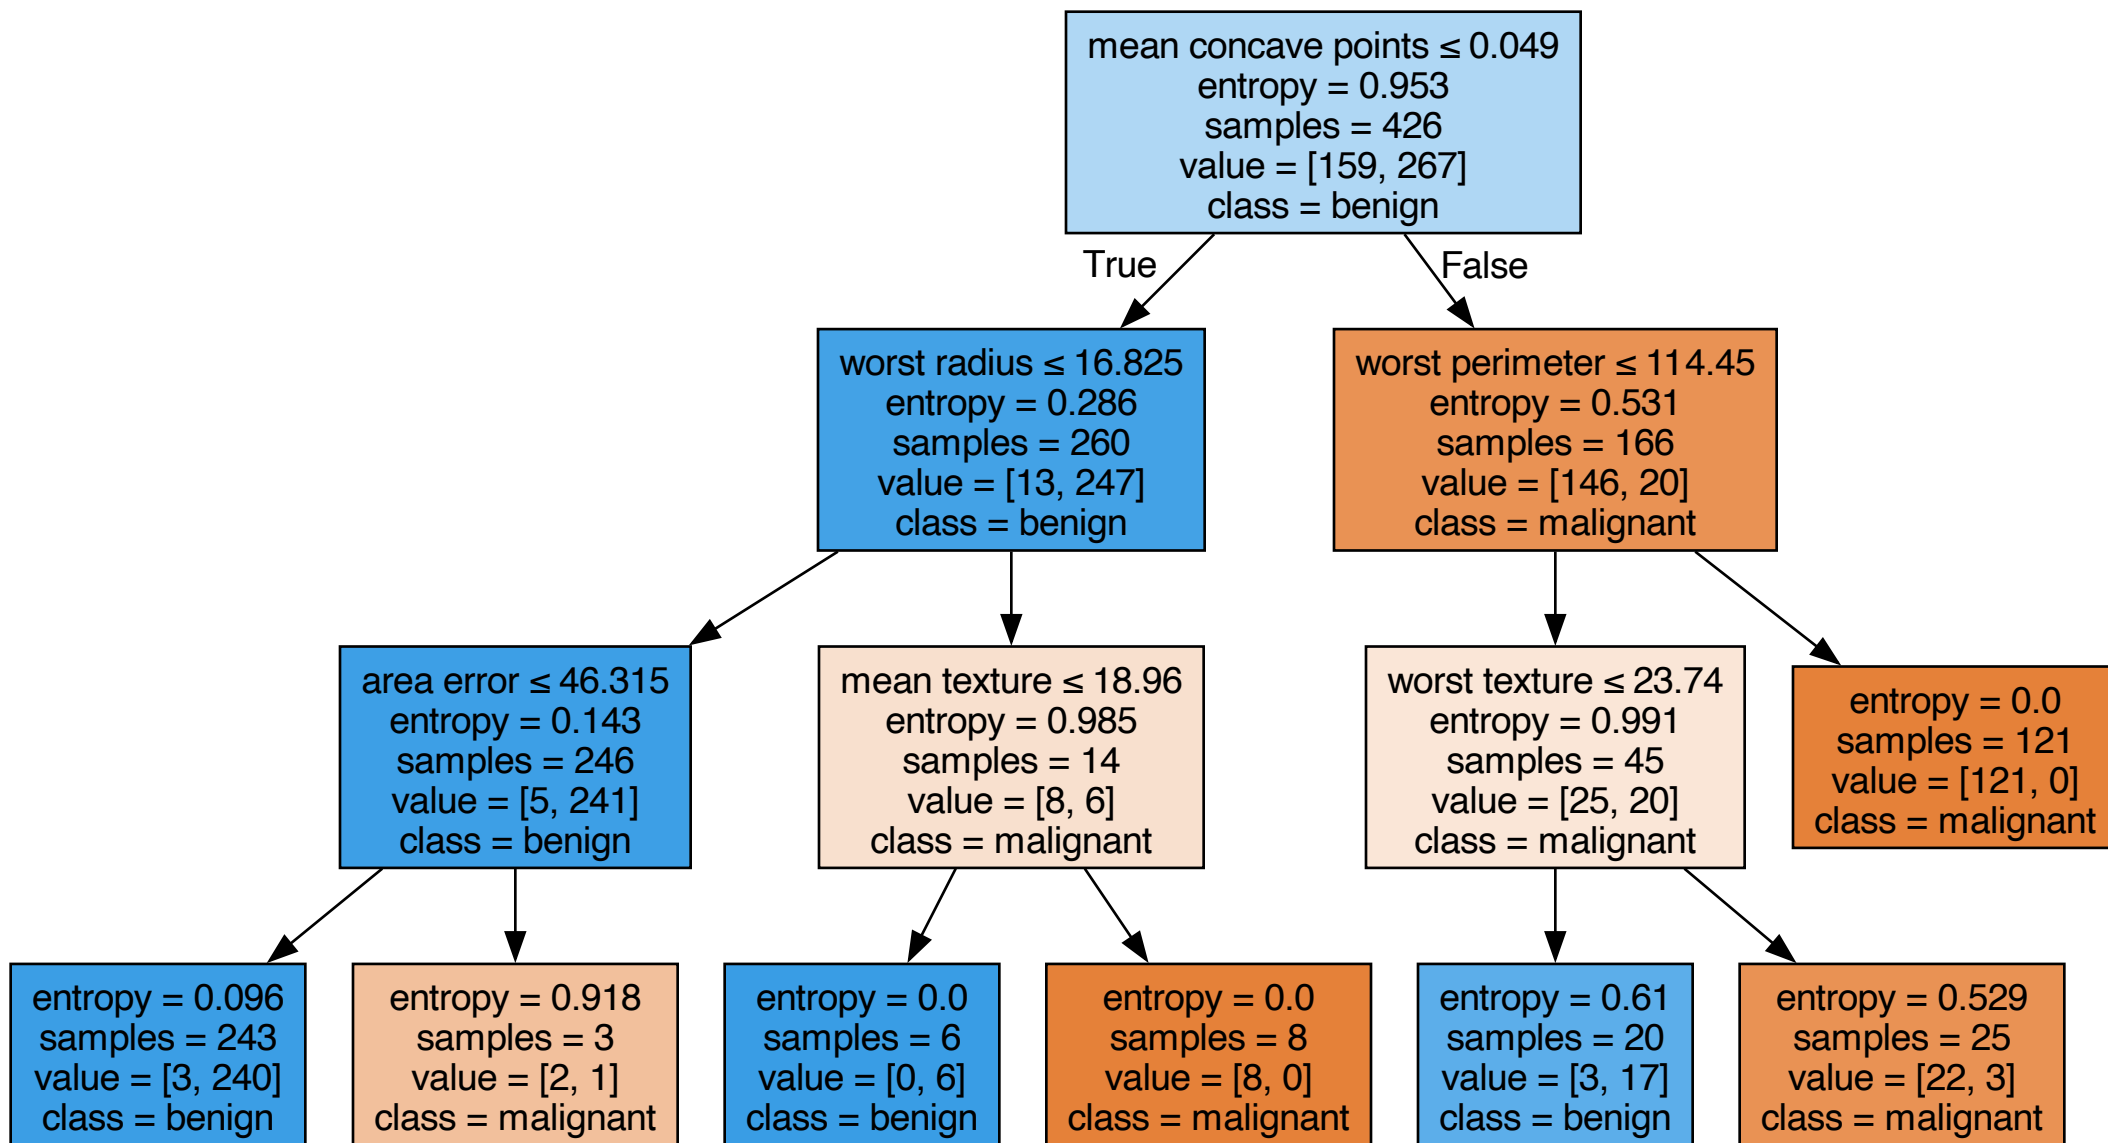 mean concave points ≤ 0.049
entropy = 0.953
samples = 426
value = [159, 267]
class = benign
True
False
worst radius ≤ 16.825
entropy = 0.286
samples = 260
value = [13, 247]
class = benign
worst perimeter ≤ 114.45
entropy = 0.531
samples = 166
value = [146, 20]
class = malignant
area error ≤ 46.315
entropy = 0.143
samples = 246
value = [5, 241]
class = benign
mean texture ≤ 18.96
entropy = 0.985
samples = 14
value = [8, 6]
class = malignant
worst texture ≤ 23.74
entropy = 0.991
samples = 45
value = [25, 20]
class = malignant
entropy = 0.0
samples = 121
value = [121, 0]
class = malignant
entropy = 0.096
samples = 243
value = [3, 240]
class = benign
entropy = 0.918
samples = 3
value = [2, 1]
class = malignant
entropy = 0.0
samples = 6
value = [0, 6]
class = benign
entropy = 0.0
samples = 8
value = [8, 0]
class = malignant
entropy = 0.61
samples = 20
value = [3, 17]
class = benign
entropy = 0.529
samples = 25
value = [22, 3]
class = malignant